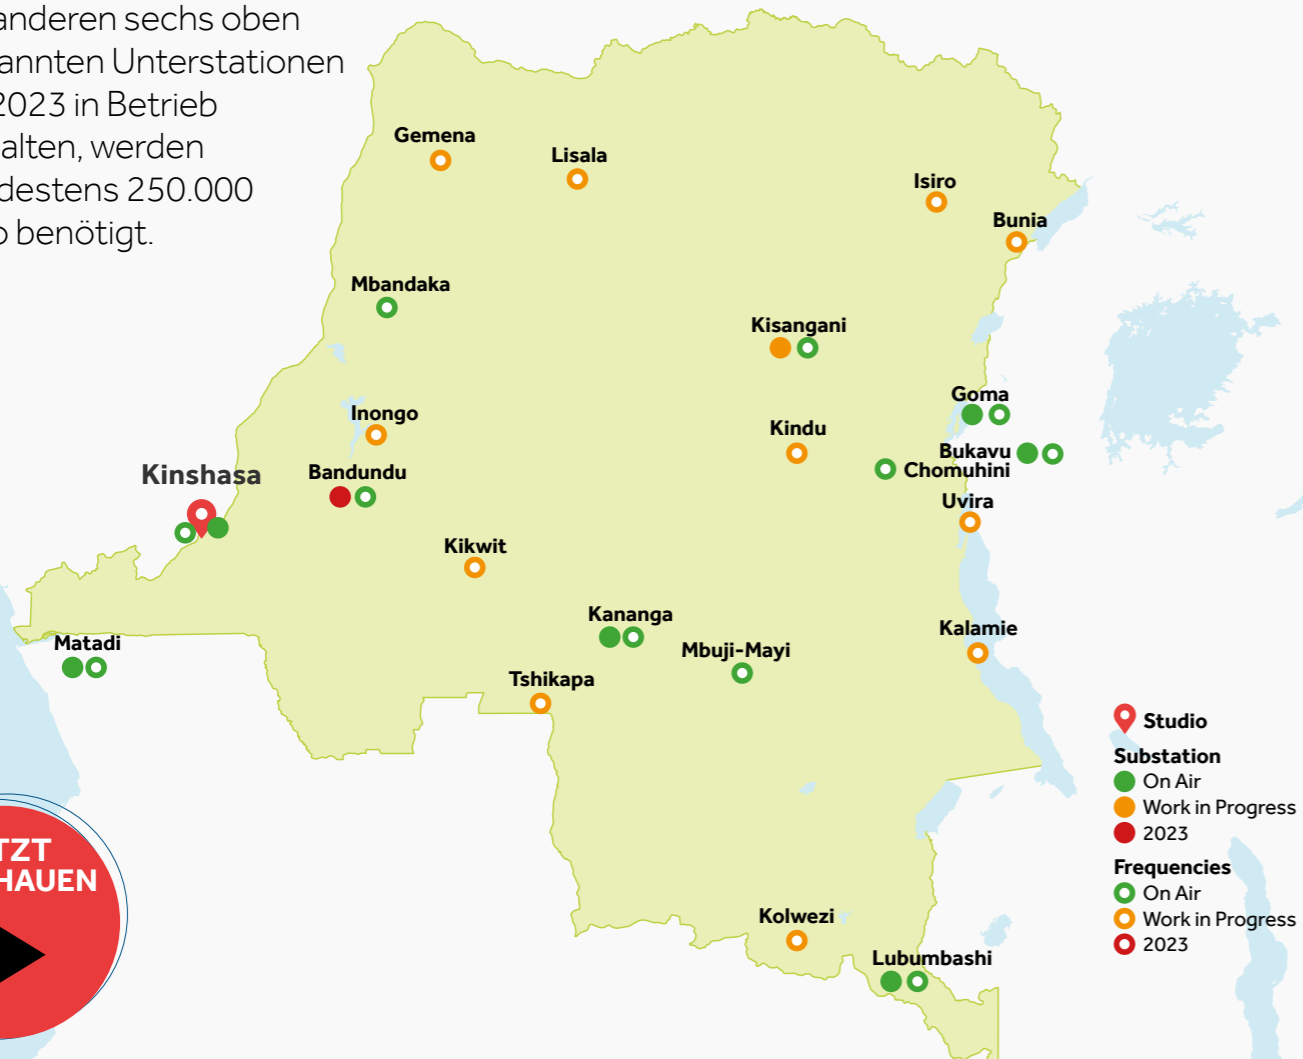 anderen sechs oben
annten Unterstationen
2023 in Betrieb
alten, werden
destens 250.000
benötigt.
Gemena
Lisala
Isiro
Bunia
Mbandaka
Kisangani
Goma
Inongo
Kindu
Bukavu
Chomuhini
Kinshasa
Bandundu
Uvira
Kikwit
Kananga
Kalamie
Matadi
Mbuji-Mayi
Tshikapa
Studio
Substation
On Air
Work in Progress
2023
Frequencies
On Air
Work in Progress
2023
TZT
HAUEN
Kolwezi
Lubumbashi